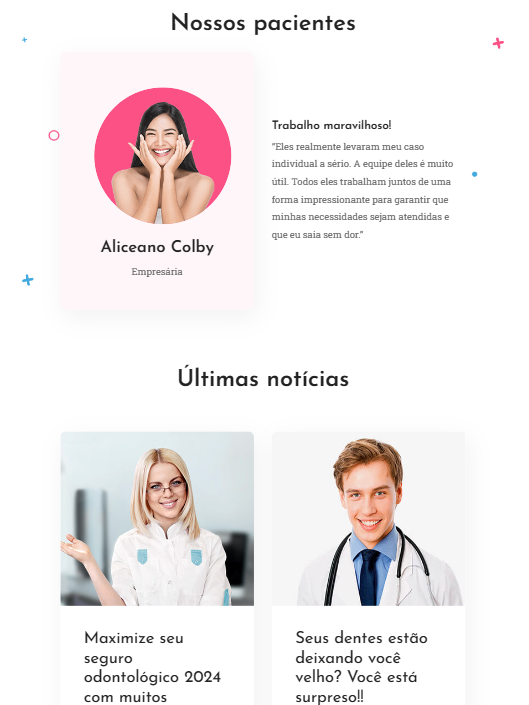 Nossos pacientes
Aliceano Colby
Empresária
Trabalho maravilhoso!
"Eles realmente levaram meu caso
individual a sério. A equipe deles é muito
útil. Todos eles trabalham juntos de uma
forma impressionante para garantir que
minhas necessidades sejam atendidas e
que eu saia sem dor."
Últimas notícias
Maximize seu
seguro
odontológico 2024
com muitos
Seus dentes estão
deixando você
velho? Você está
surpreso!!